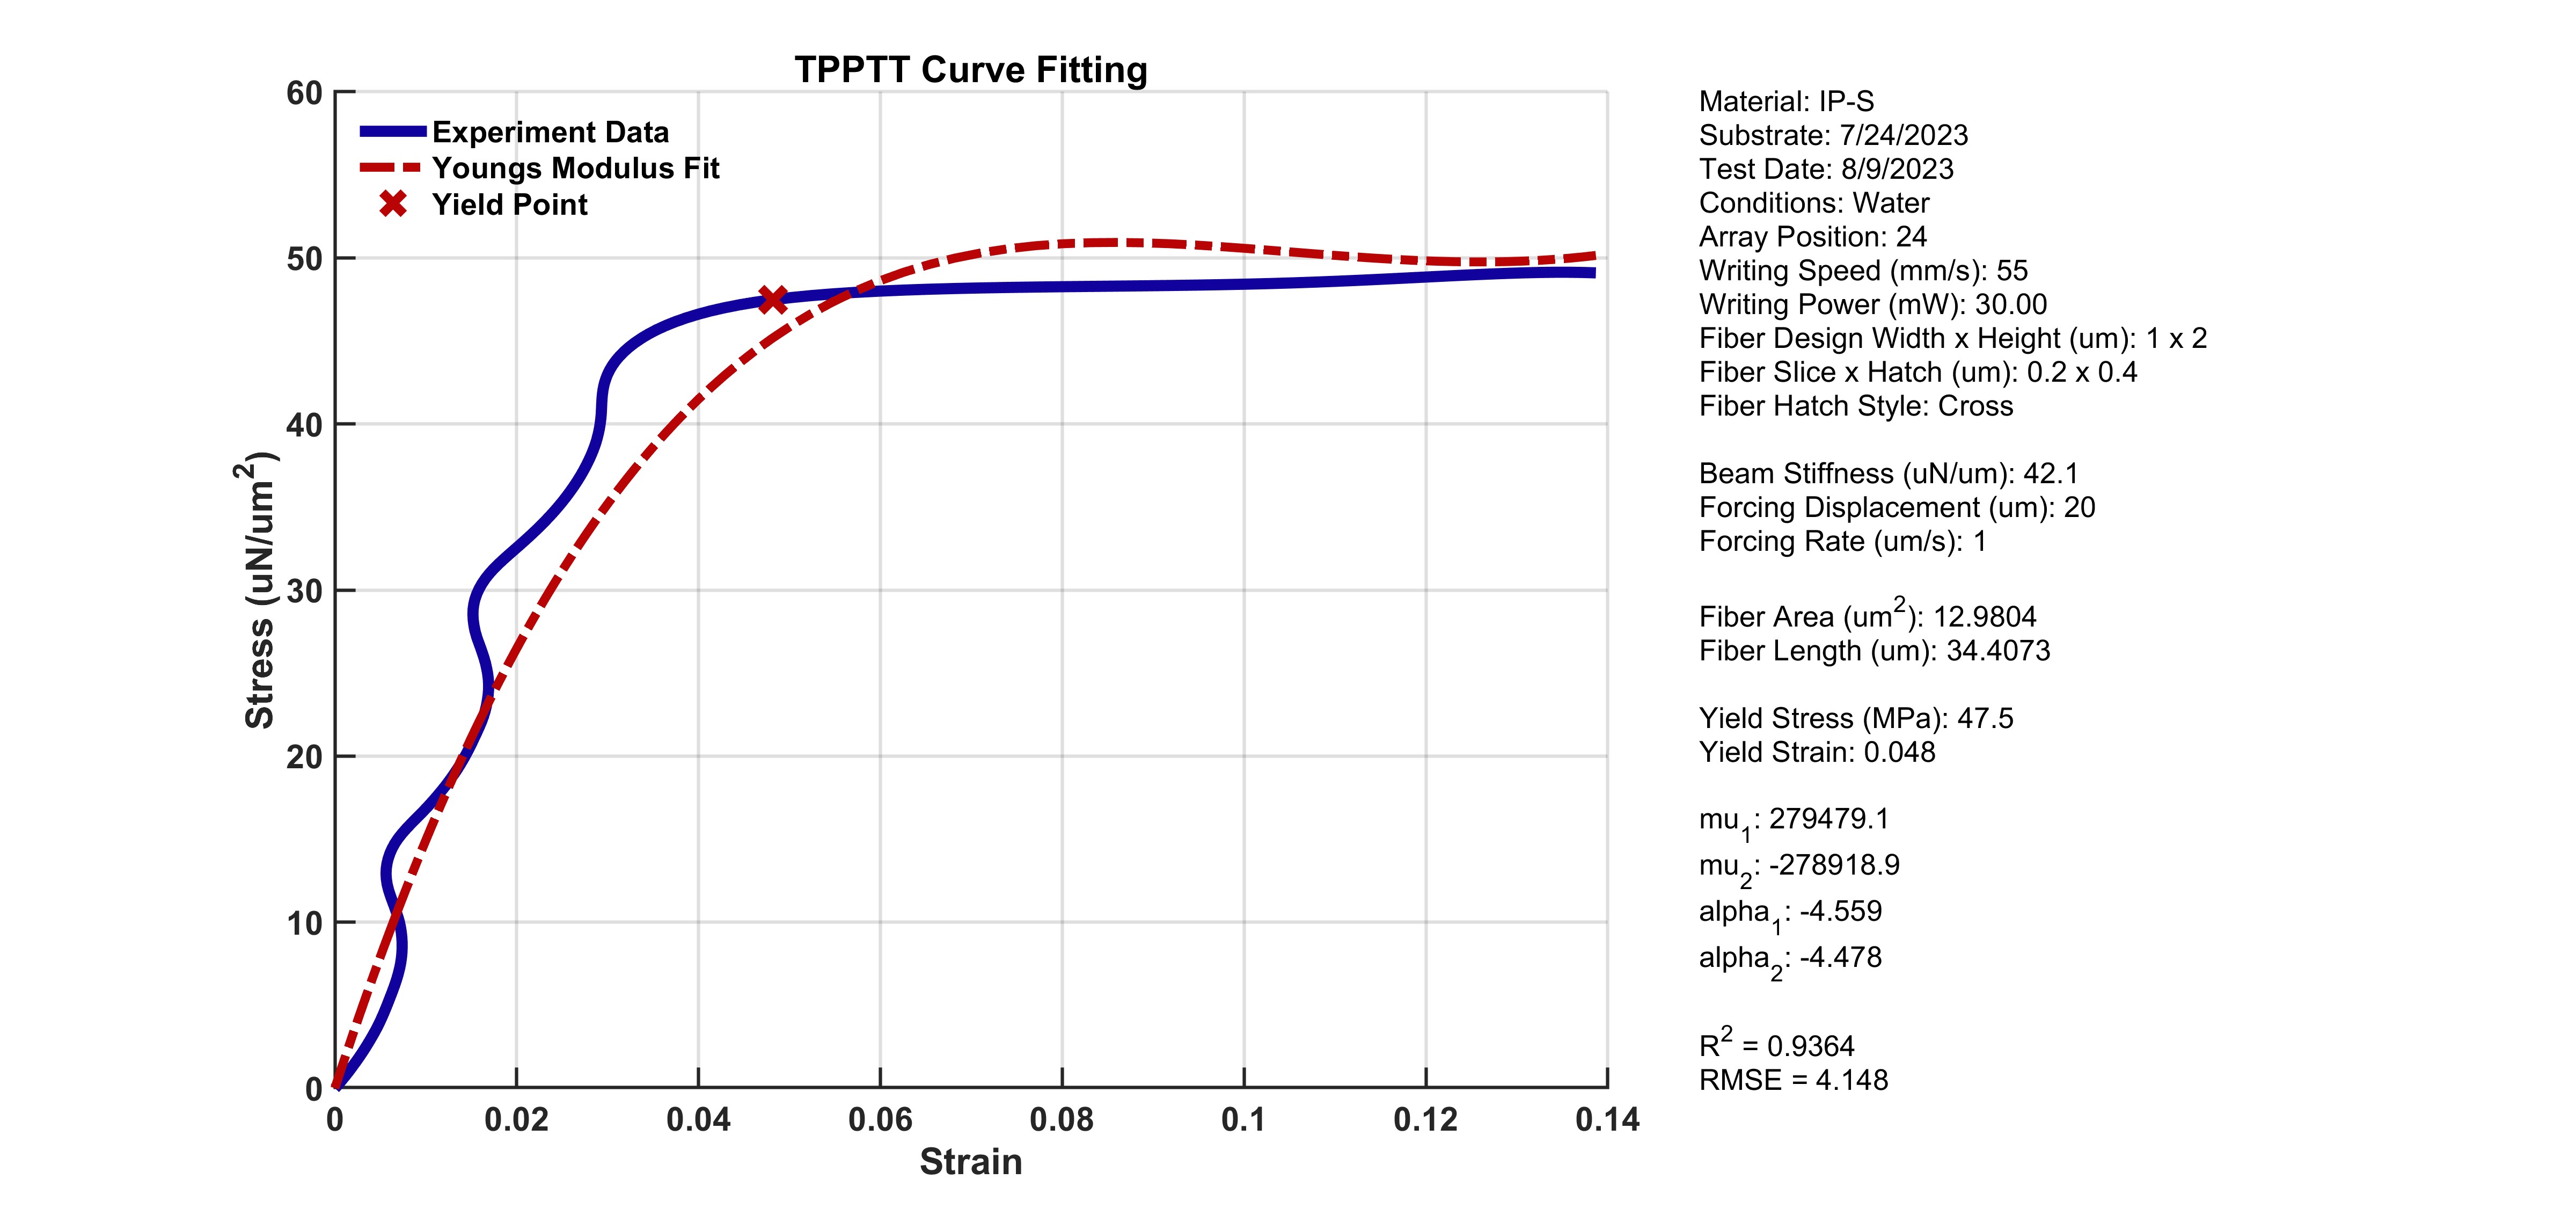 TPPTT Curve Fitting
60
50
40
30
20
10
0
Stress (uN/um²)
Experiment Data
Youngs Modulus Fit
Yield Point
0 0.02 0.04 0.06 0.08 0.1 0.12 0.14
Strain
Material: IP-S
Substrate: 7/24/2023
Test Date: 8/9/2023
Conditions: Water
Array Position: 24
Writing Speed (mm/s): 55
Writing Power (mW): 30.00
Fiber Design Width x Height (um): 1 x 2
Fiber Slice x Hatch (um): 0.2 x 0.4
Fiber Hatch Style: Cross
Beam Stiffness (uN/um): 42.1
Forcing Displacement (um): 20
Forcing Rate (um/s): 1
Fiber Area (um²): 12.9804
Fiber Length (um): 34.4073
Yield Stress (MPa): 47.5
Yield Strain: 0.048
mu₁: 279479.1
mu₂: -278918.9
alpha₁: -4.559
alpha₂: -4.478
R² = 0.9364
RMSE = 4.148